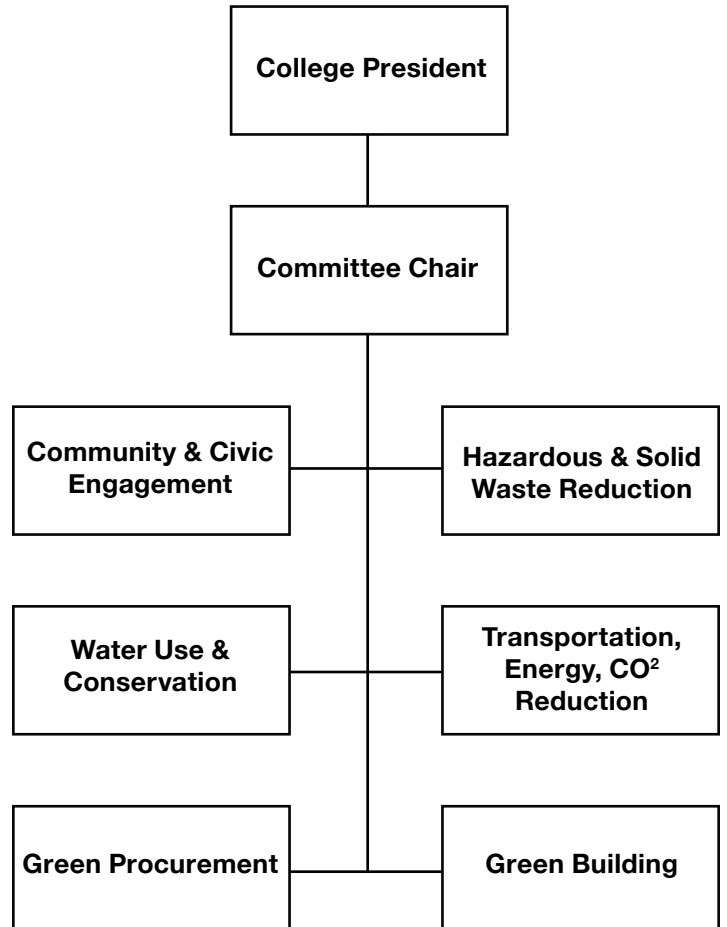 College President
Committee Chair
Community & Civic
Engagement
Hazardous & Solid
Waste Reduction
Water Use &
Conservation
Transportation,
Energy, CO²
Reduction
Green Procurement
Green Building